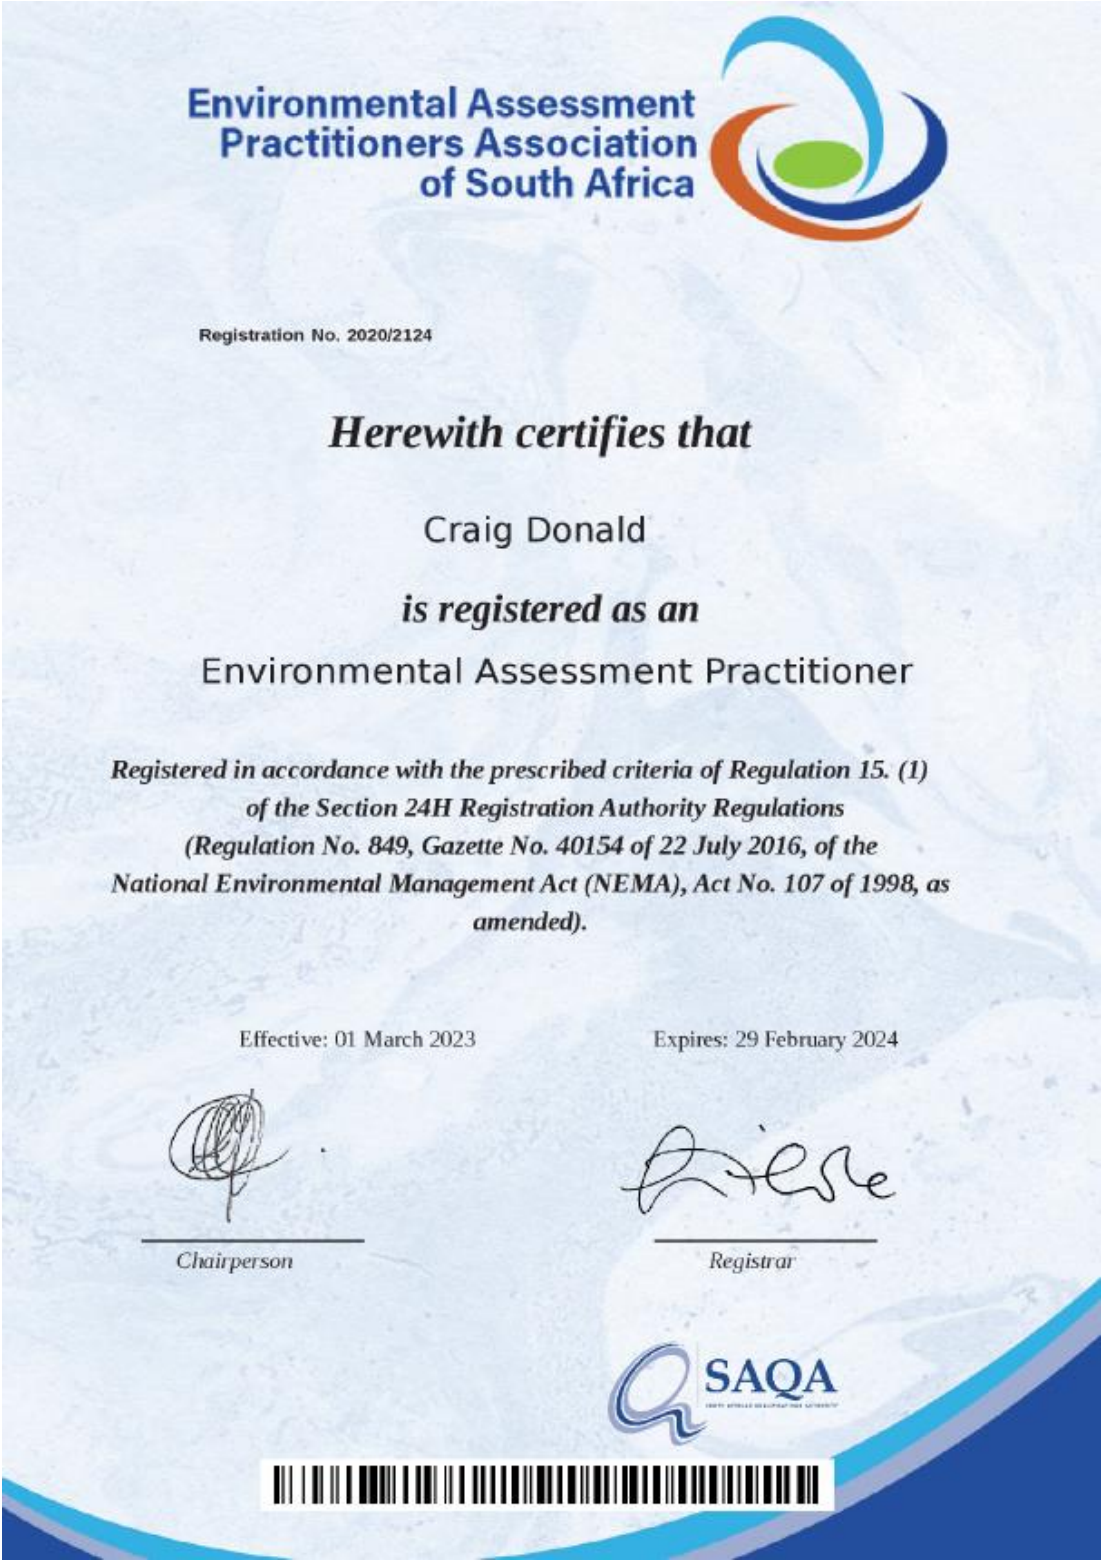 Environmental Assessment
Practitioners Association
of South Africa
Registration No. 2020/2124
Herewith certifies that
Craig Donald
is registered as an
Environmental Assessment Practitioner
Registered in accordance with the prescribed criteria of Regulation 15. (1)
of the Section 24H Registration Authority Regulations
(Regulation No. 849, Gazette No. 40154 of 22 July 2016, of the
National Environmental Management Act (NEMA), Act No. 107 of 1998, as
amended).
Effective: 01 March 2023 Expires: 29 February 2024
Chairperson Registrar
SAQA
SOUTH AFRICAN QUALIFICATIONS AUTHORITY